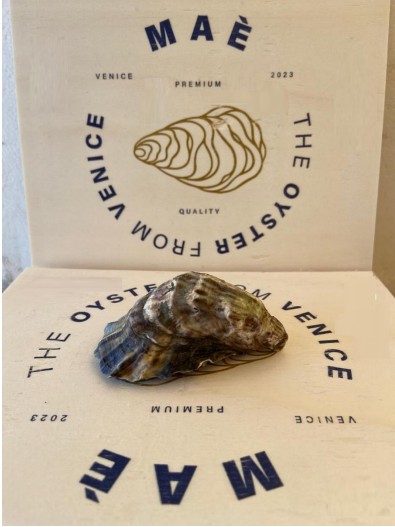 MAÈ
VENICE PREMIUM 2023
THE OYSTER FROM VENICE
QUALITY
THE OYSTER FROM VENICE
2023 PREMIUM VENICE
MAÈ